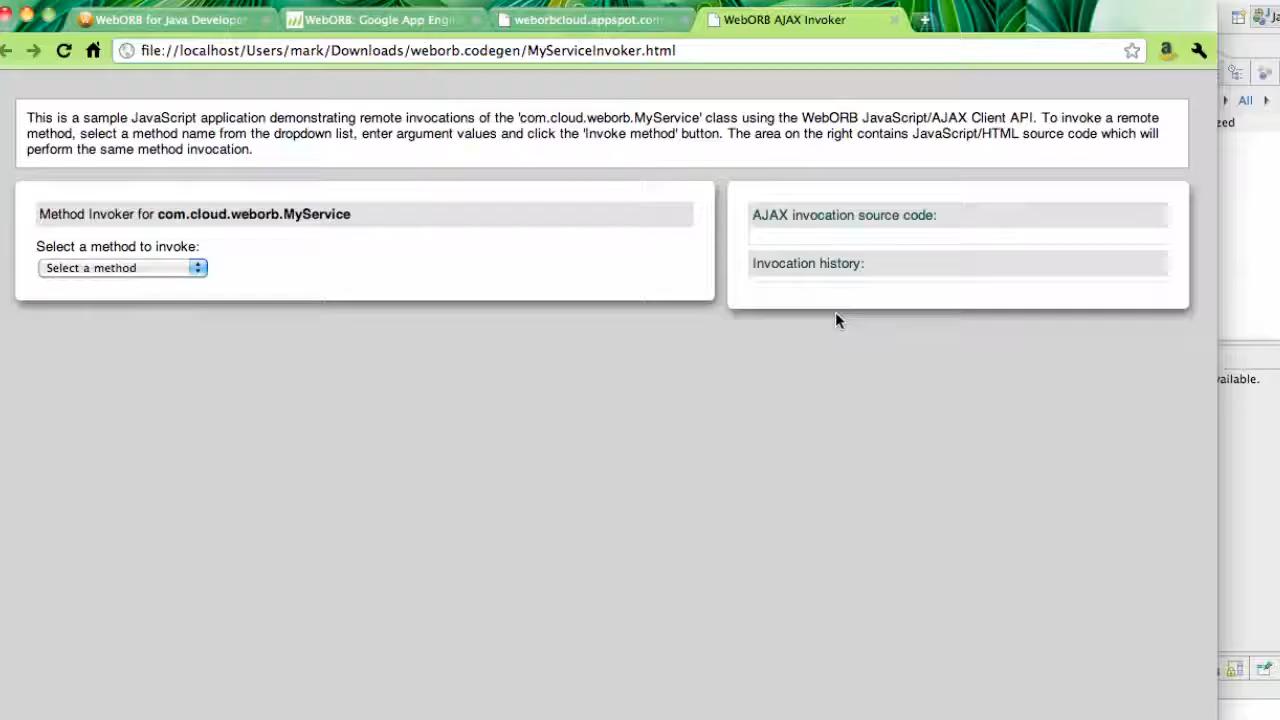 WebORB for Java Develope
WebORB: Google App Engi
weborbcloud.appspot.com
WebORB AJAX Invoker
file://localhost/Users/mark/Downloads/weborb.codegen/MyServiceInvoker.html
All
zed
This is a sample JavaScript application demonstrating remote invocations of the 'com.cloud.weborb.MyService' class using the WebORB JavaScript/AJAX Client API. To invoke a remote
method, select a method name from the dropdown list, enter argument values and click the 'Invoke method' button. The area on the right contains JavaScript/HTML source code which will
perform the same method invocation.
Method Invoker for com.cloud.weborb.MyService
Select a method to invoke:
Select a method
AJAX invocation source code:
Invocation history:
vailable.